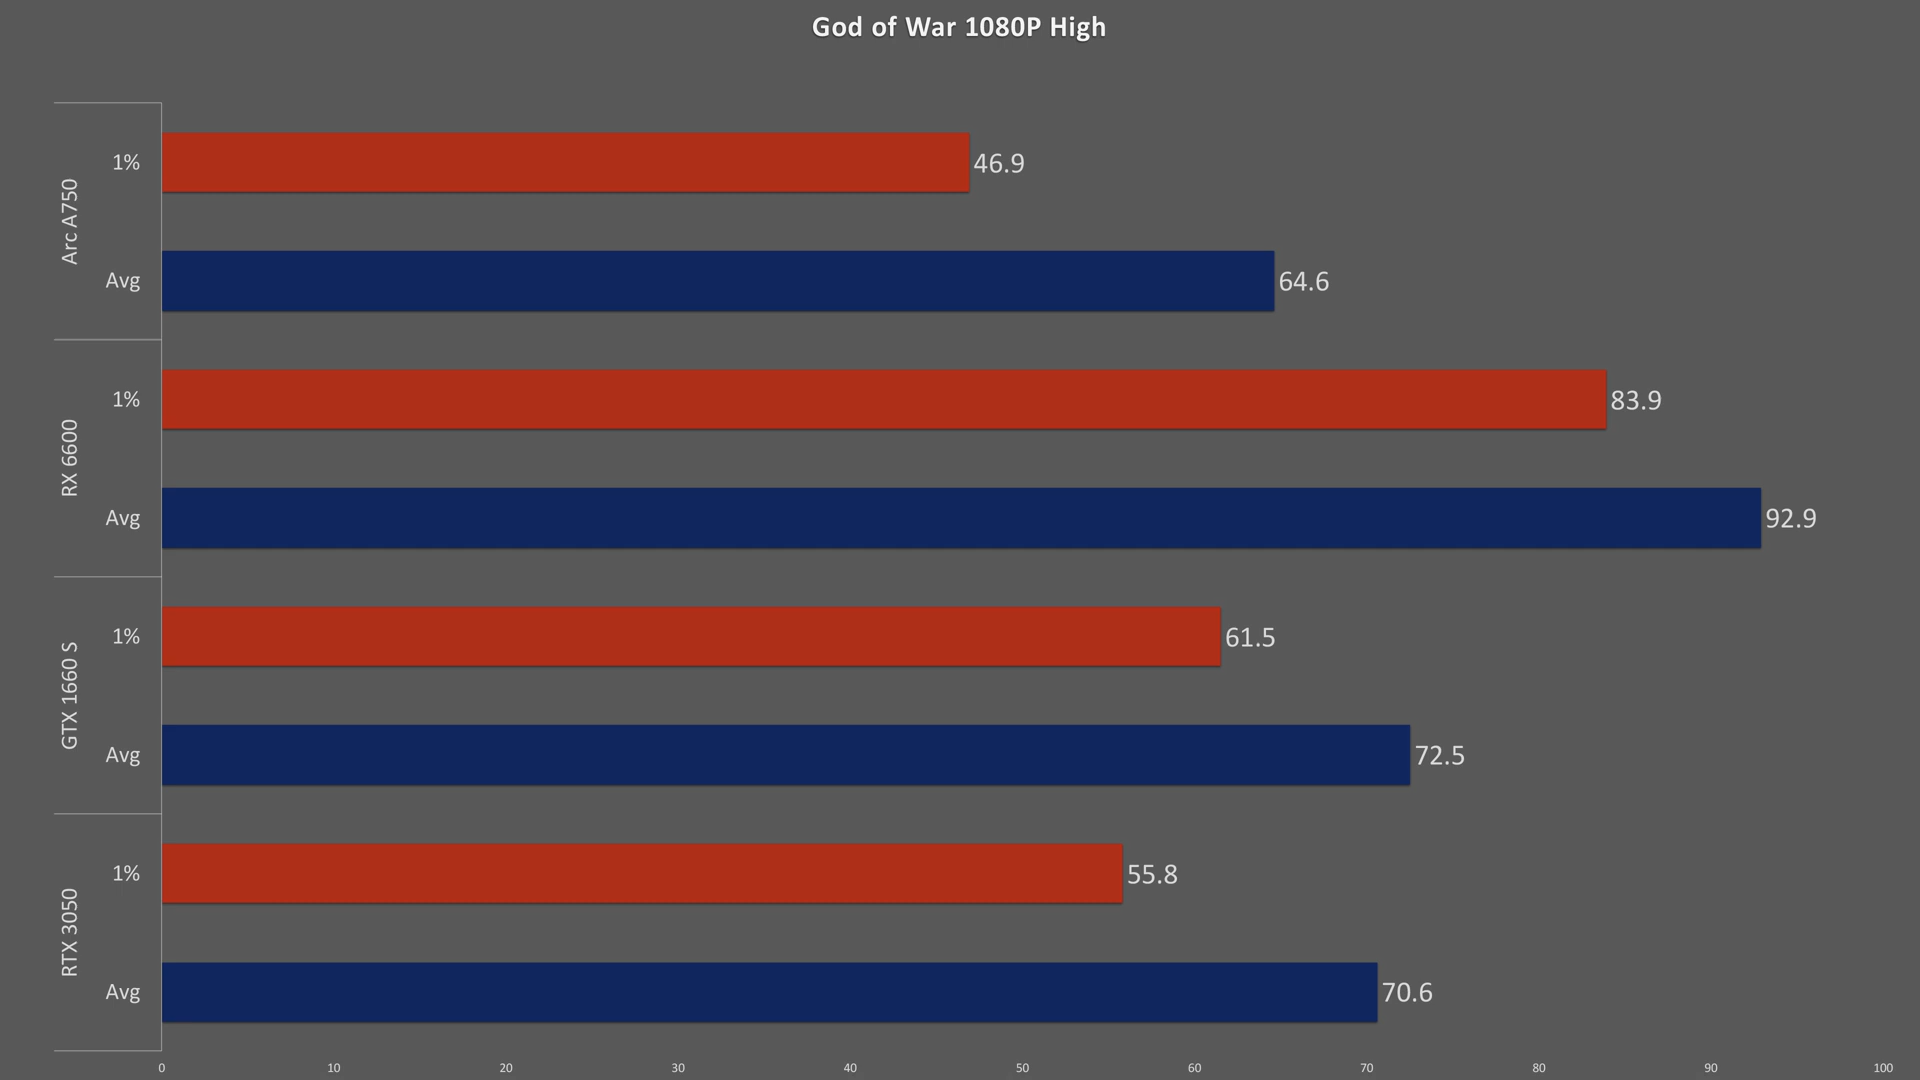 God of War 1080P High
Arc A750
1%
46.9
Avg
64.6
RX 6600
1%
83.9
Avg
92.9
GTX 1660 S
1%
61.5
Avg
72.5
RTX 3050
1%
55.8
Avg
70.6
0 10 20 30 40 50 60 70 80 90 100